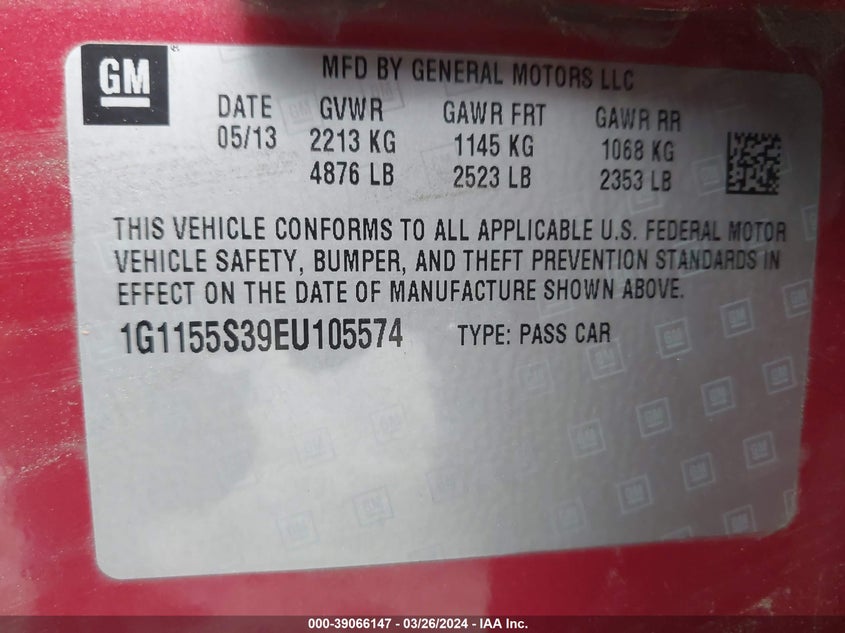 GM
MFD BY GENERAL MOTORS LLC
DATE GVWR GAWR FRT GAWR RR
05/13 2213 KG 1145 KG 1068 KG
4876 LB 2523 LB 2353 LB
THIS VEHICLE CONFORMS TO ALL APPLICABLE U.S. FEDERAL MOTOR
VEHICLE SAFETY, BUMPER, AND THEFT PREVENTION STANDARDS IN
EFFECT ON THE DATE OF MANUFACTURE SHOWN ABOVE.
1G1155S39EU105574 TYPE: PASS CAR
000-39066147 - 03/26/2024 - IAA Inc.